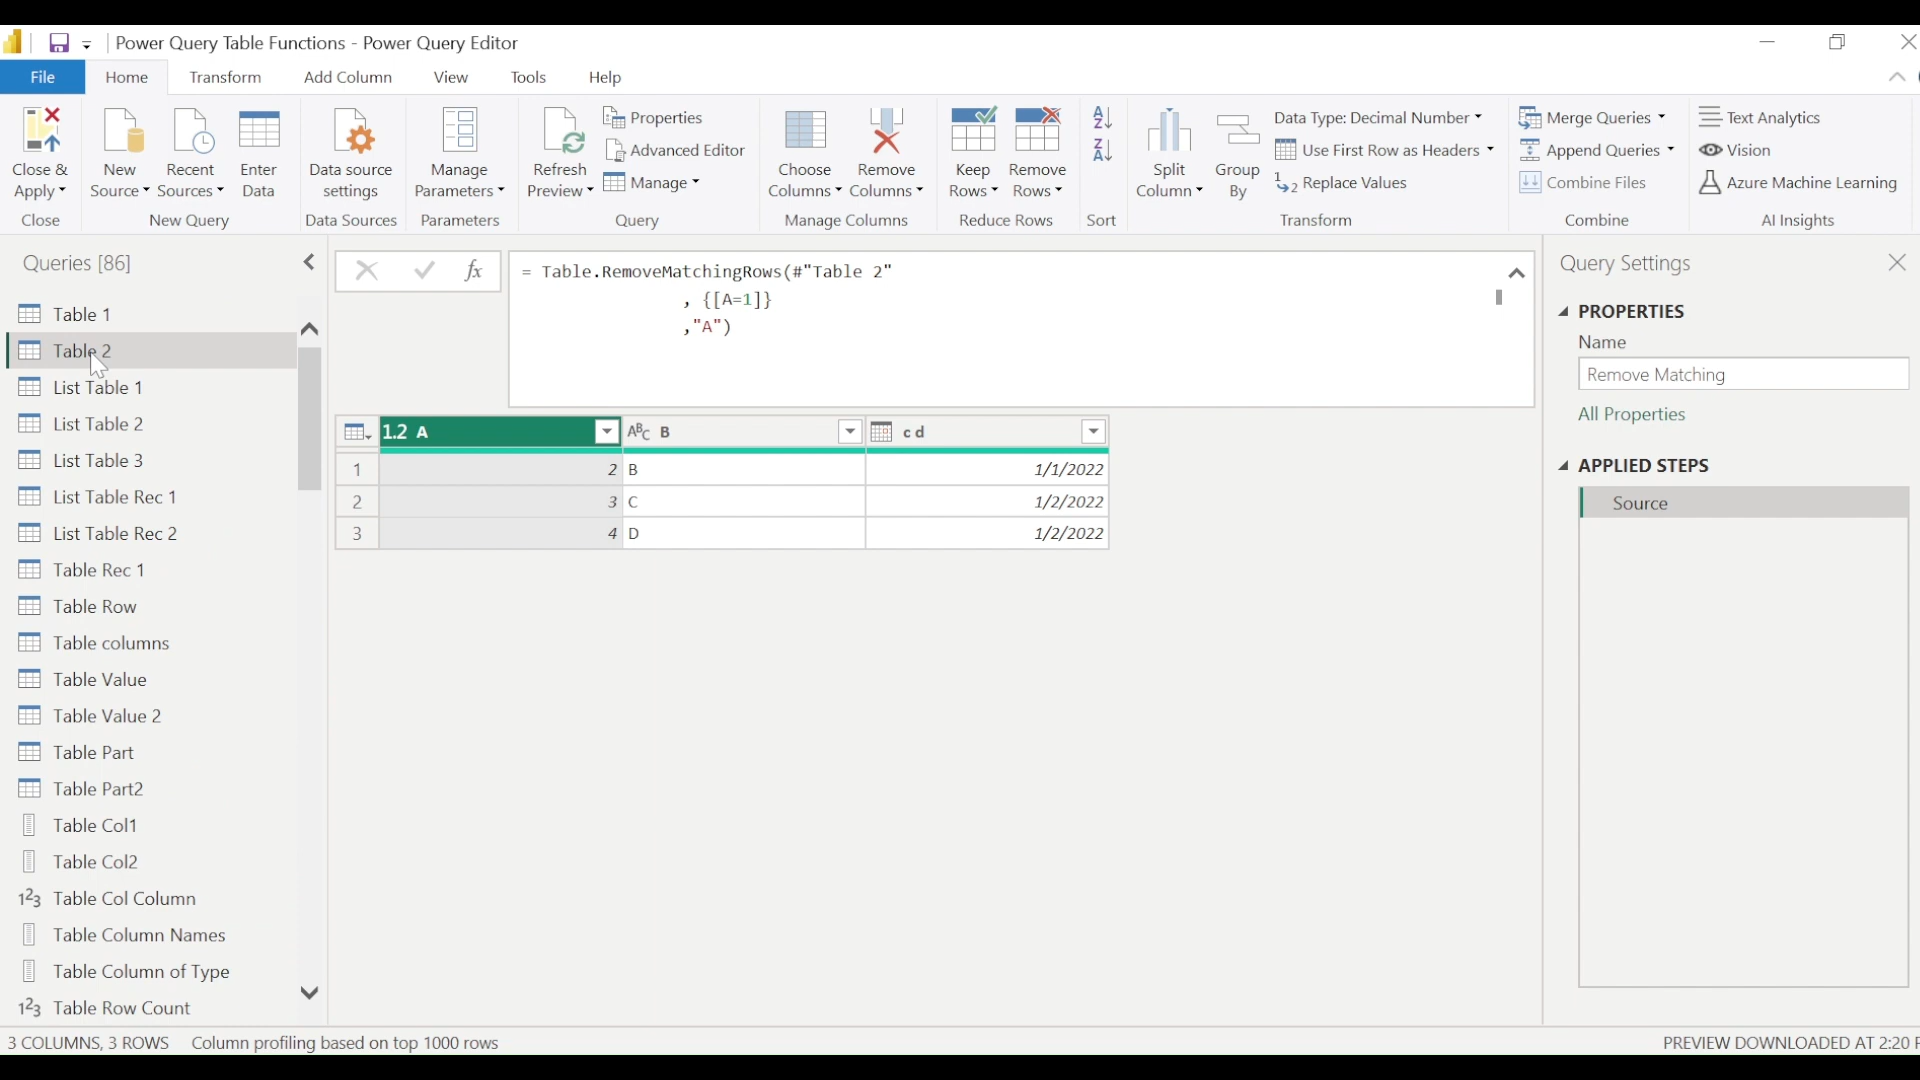 Power Query Table Functions - Power Query Editor
File Home Transform Add Column View Tools Help
Close & Apply
New Source
Recent Sources
Enter Data
Data source settings
Manage Parameters
Refresh Preview
Properties
Advanced Editor
Manage
Choose Columns
Remove Columns
Keep Rows
Remove Rows
Split Column
Group By
Data Type: Decimal Number
Use First Row as Headers
Replace Values
Merge Queries
Append Queries
Combine Files
Text Analytics
Vision
Azure Machine Learning
Close New Query Data Sources Parameters Query Manage Columns Reduce Rows Sort Transform Combine AI Insights
Queries [86]
Table 1
Table 2
List Table 1
List Table 2
List Table 3
List Table Rec 1
List Table Rec 2
Table Rec 1
Table Row
Table columns
Table Value
Table Value 2
Table Part
Table Part2
Table Col1
Table Col2
123 Table Col Column
Table Column Names
Table Column of Type
123 Table Row Count
fx
= Table.RemoveMatchingRows(#"Table 2"
, {[A=1]}
,"A")
1.2 A ABC B c d
1 2 B 1/1/2022
2 3 C 1/2/2022
3 4 D 1/2/2022
Query Settings
PROPERTIES
Name
Remove Matching
All Properties
APPLIED STEPS
Source
3 COLUMNS, 3 ROWS Column profiling based on top 1000 rows
PREVIEW DOWNLOADED AT 2:20